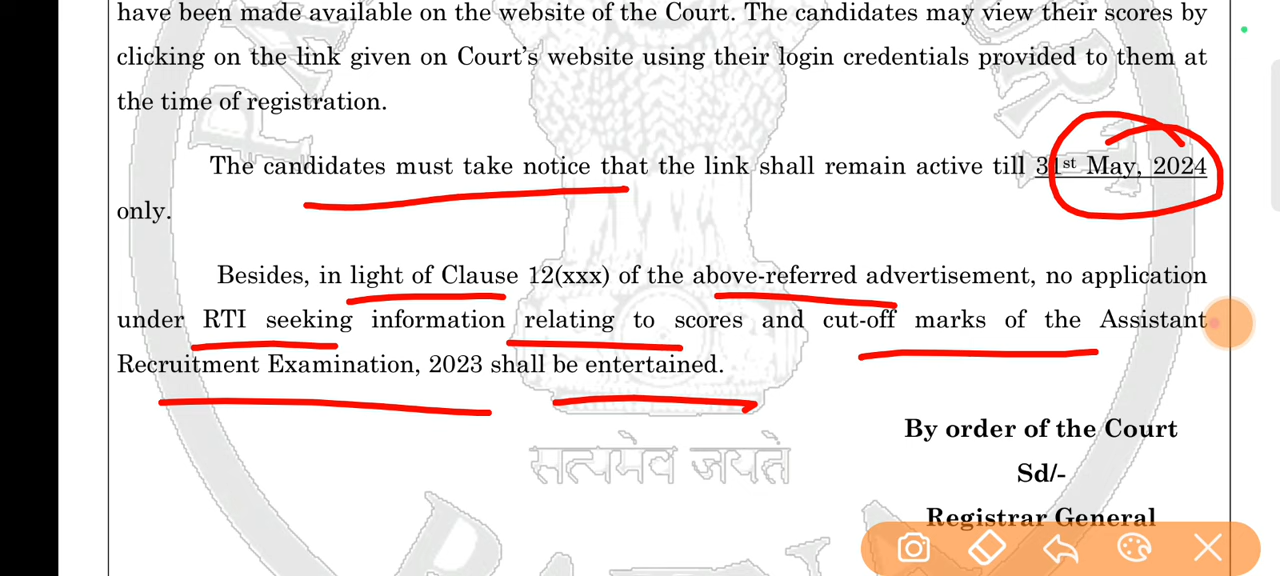 have been made available on the website of the Court. The candidates may view their scores by
clicking on the link given on Court's website using their login credentials provided to them at
the time of registration.
The candidates must take notice that the link shall remain active till 31st May, 2024
only.
Besides, in light of Clause 12(xxx) of the above-referred advertisement, no application
under RTI seeking information relating to scores and cut-off marks of the Assistant
Recruitment Examination, 2023 shall be entertained.
By order of the Court
सत्यमेव जयते
Sd/-
Registrar General